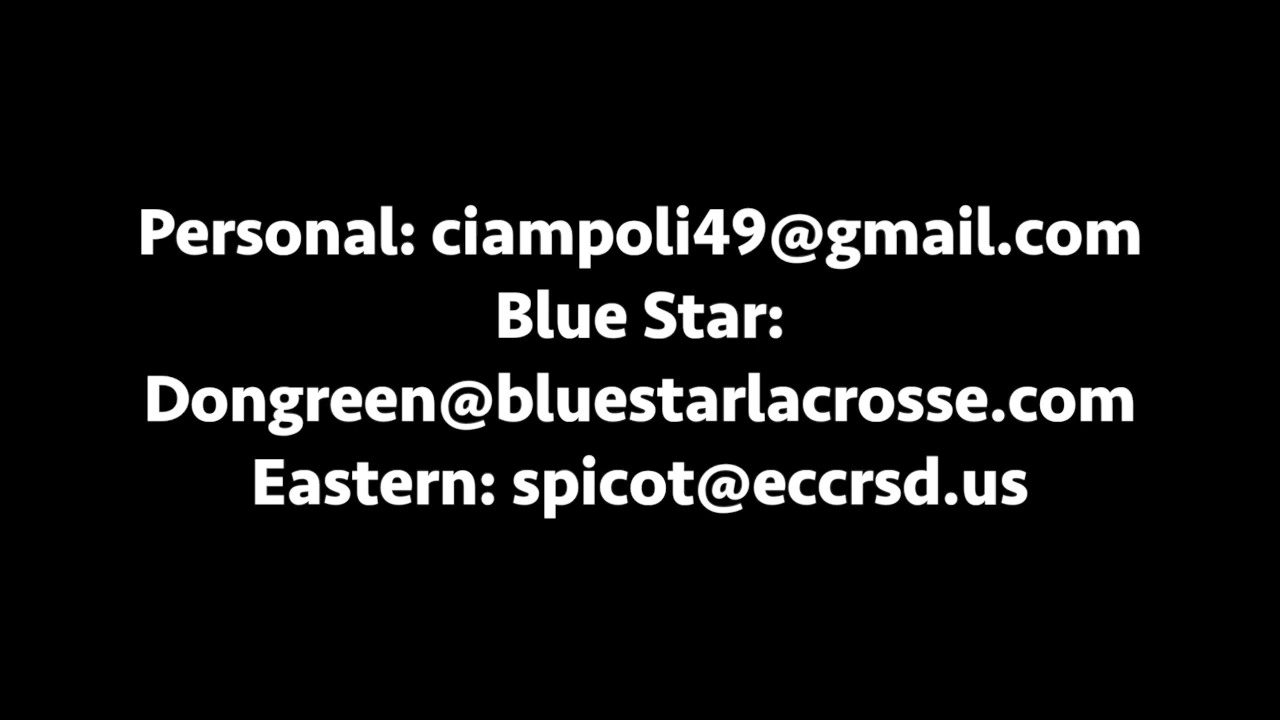 Personal: ciampoli49@gmail.com
Blue Star:
Dongreen@bluestarlacrosse.com
Eastern: spicot@eccrsd.us